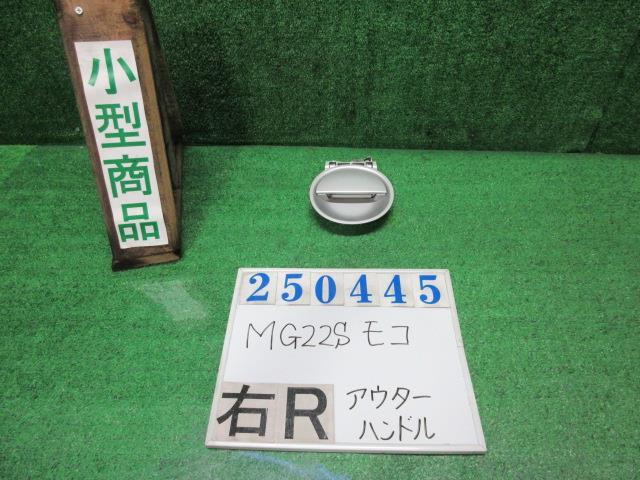 小型商品
250445
MG22S モコ
右R アウター
ハンドル